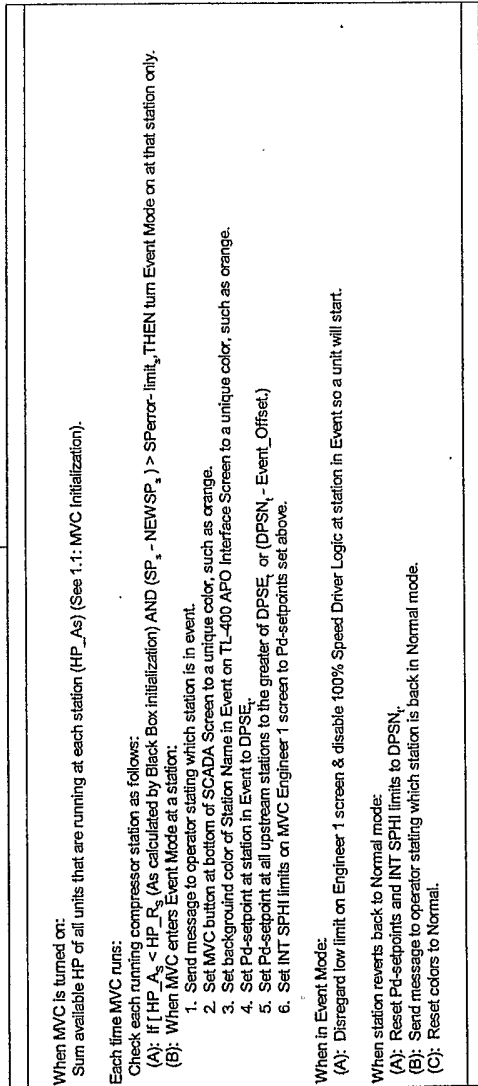 When MVC is turned on:
Sum available HP of all units that are running at each station (HP_As) (See 1.1: MVC Initialization).
Each time MVC runs:
Check each running compressor station as follows:
(A): If [ HP_Aₛ < HP_Rₛ (As calculated by Black Box initialization) AND (SPₛ - NEWSPₛ ) > SPerror- limitₛ,THEN turn Event Mode on at that station only.
(B): When MVC enters Event Mode at a station:
1. Send message to operator stating which station is in event.
2. Set MVC button at bottom of SCADA Screen to a unique color, such as orange.
3. Set background color of Station Name in Event on TL-400 APO Interface Screen to a unique color, such as orange.
4. Set Pd-setpoint at station in Event to DPSEₜ.
5. Set Pd-setpoint at all upstream stations to the greater of DPSEₜ or (DPSNₜ - Event_Offset.)
6. Set INT SPHI limits on MVC Engineer 1 screen to Pd-setpoints set above.
When in Event Mode:
(A): Disregard low limit on Engineer 1 screen & disable 100% Speed Driver Logic at station in Event so a unit will start.
When station reverts back to Normal mode:
(A): Reset Pd-setpoints and INT SPHI limits to DPSNₜ.
(B): Send message to operator stating which station is back in Normal mode.
(C): Reset colors to Normal.